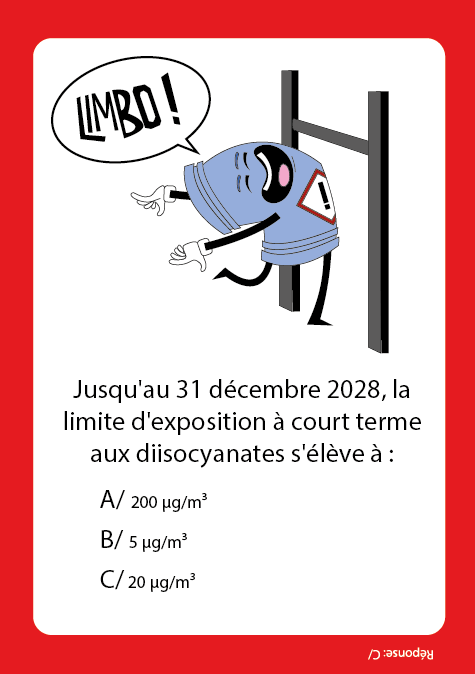 LIMBO !
!
Jusqu'au 31 décembre 2028, la
limite d'exposition à court terme
aux diisocyanates s'élève à :
A/ 200 µg/m³
B/ 5 µg/m³
C/ 20 µg/m³
Réponse: C/